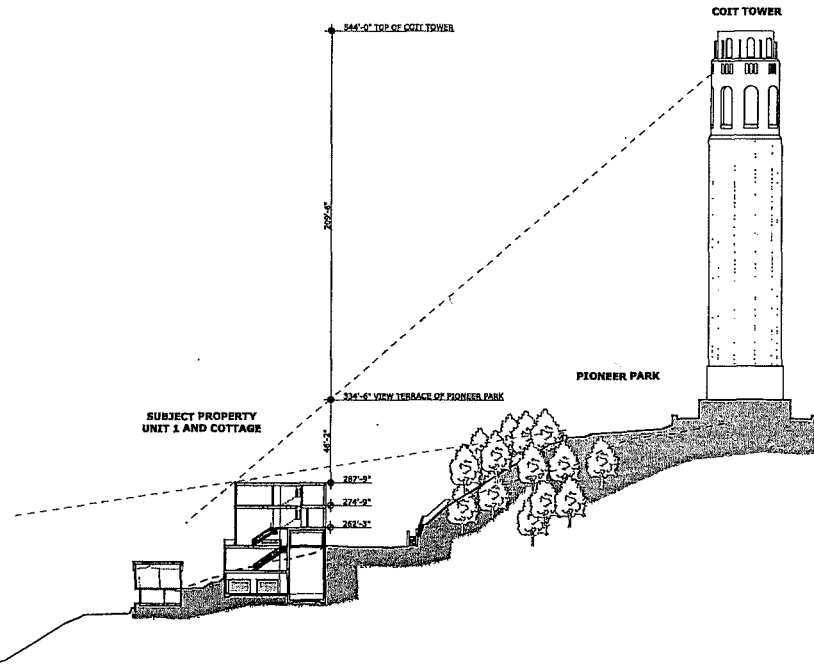 COIT TOWER
544'-0" TOP OF COIT TOWER
209'-6"
PIONEER PARK
334'-6" VIEW TERRACE OF PIONEER PARK
SUBJECT PROPERTY
UNIT 1 AND COTTAGE
46'-2"
287'-9"
274'-9"
262'-3"